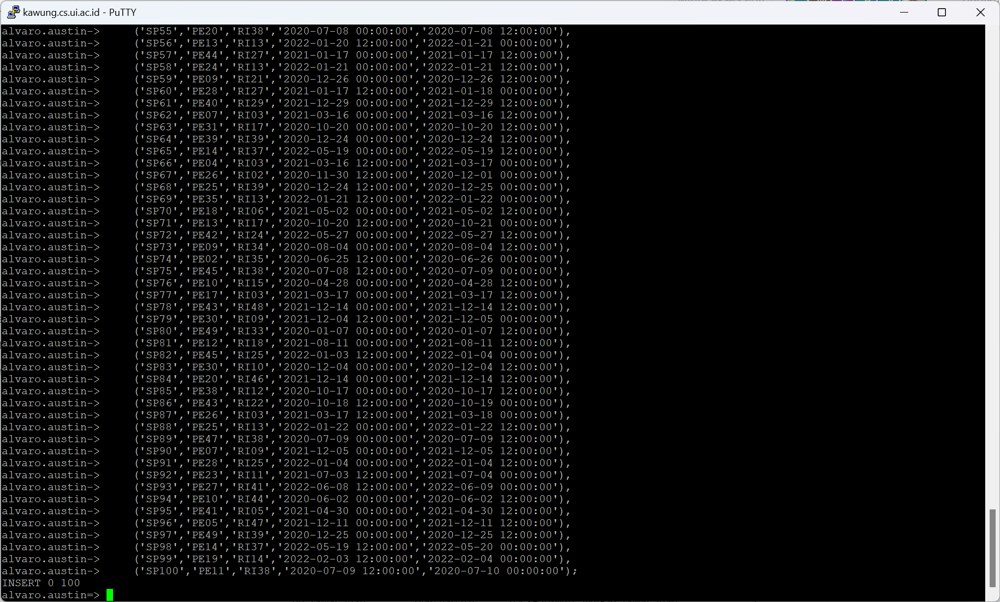 kawung.cs.ui.ac.id - PuTTY
alvaro.austin->     ('SP55','PE20','RI38','2020-07-08 00:00:00','2020-07-08 12:00:00'),
alvaro.austin->     ('SP56','PE13','RI13','2022-01-20 12:00:00','2022-01-21 00:00:00'),
alvaro.austin->     ('SP57','PE44','RI27','2021-01-17 00:00:00','2021-01-17 12:00:00'),
alvaro.austin->     ('SP58','PE24','RI13','2022-01-21 00:00:00','2022-01-21 12:00:00'),
alvaro.austin->     ('SP59','PE09','RI21','2020-12-26 00:00:00','2020-12-26 12:00:00'),
alvaro.austin->     ('SP60','PE28','RI27','2021-01-17 12:00:00','2021-01-18 00:00:00'),
alvaro.austin->     ('SP61','PE40','RI29','2021-12-29 00:00:00','2021-12-29 12:00:00'),
alvaro.austin->     ('SP62','PE07','RI03','2021-03-16 00:00:00','2021-03-16 12:00:00'),
alvaro.austin->     ('SP63','PE31','RI17','2020-10-20 00:00:00','2020-10-20 12:00:00'),
alvaro.austin->     ('SP64','PE39','RI39','2020-12-24 00:00:00','2020-12-24 12:00:00'),
alvaro.austin->     ('SP65','PE14','RI37','2022-05-19 00:00:00','2022-05-19 12:00:00'),
alvaro.austin->     ('SP66','PE04','RI03','2021-03-16 12:00:00','2021-03-17 00:00:00'),
alvaro.austin->     ('SP67','PE26','RI02','2020-11-30 12:00:00','2020-12-01 00:00:00'),
alvaro.austin->     ('SP68','PE25','RI39','2020-12-24 12:00:00','2020-12-25 00:00:00'),
alvaro.austin->     ('SP69','PE35','RI13','2022-01-21 12:00:00','2022-01-22 00:00:00'),
alvaro.austin->     ('SP70','PE18','RI06','2021-05-02 00:00:00','2021-05-02 12:00:00'),
alvaro.austin->     ('SP71','PE13','RI17','2020-10-20 12:00:00','2020-10-21 00:00:00'),
alvaro.austin->     ('SP72','PE42','RI24','2022-05-27 00:00:00','2022-05-27 12:00:00'),
alvaro.austin->     ('SP73','PE09','RI34','2020-08-04 00:00:00','2020-08-04 12:00:00'),
alvaro.austin->     ('SP74','PE02','RI35','2020-06-25 12:00:00','2020-06-26 00:00:00'),
alvaro.austin->     ('SP75','PE45','RI38','2020-07-08 12:00:00','2020-07-09 00:00:00'),
alvaro.austin->     ('SP76','PE10','RI15','2020-04-28 00:00:00','2020-04-28 12:00:00'),
alvaro.austin->     ('SP77','PE17','RI03','2021-03-17 00:00:00','2021-03-17 12:00:00'),
alvaro.austin->     ('SP78','PE43','RI48','2021-12-14 00:00:00','2021-12-14 12:00:00'),
alvaro.austin->     ('SP79','PE30','RI09','2021-12-04 12:00:00','2021-12-05 00:00:00'),
alvaro.austin->     ('SP80','PE49','RI33','2020-01-07 00:00:00','2020-01-07 12:00:00'),
alvaro.austin->     ('SP81','PE12','RI18','2021-08-11 00:00:00','2021-08-11 12:00:00'),
alvaro.austin->     ('SP82','PE45','RI25','2022-01-03 12:00:00','2022-01-04 00:00:00'),
alvaro.austin->     ('SP83','PE30','RI10','2020-12-04 00:00:00','2020-12-04 12:00:00'),
alvaro.austin->     ('SP84','PE20','RI46','2021-12-14 00:00:00','2021-12-14 12:00:00'),
alvaro.austin->     ('SP85','PE38','RI12','2020-10-17 00:00:00','2020-10-17 12:00:00'),
alvaro.austin->     ('SP86','PE43','RI22','2020-10-18 12:00:00','2020-10-19 00:00:00'),
alvaro.austin->     ('SP87','PE26','RI03','2021-03-17 12:00:00','2021-03-18 00:00:00'),
alvaro.austin->     ('SP88','PE25','RI13','2022-01-22 00:00:00','2022-01-22 12:00:00'),
alvaro.austin->     ('SP89','PE47','RI38','2020-07-09 00:00:00','2020-07-09 12:00:00'),
alvaro.austin->     ('SP90','PE07','RI09','2021-12-05 00:00:00','2021-12-05 12:00:00'),
alvaro.austin->     ('SP91','PE28','RI25','2022-01-04 00:00:00','2022-01-04 12:00:00'),
alvaro.austin->     ('SP92','PE23','RI11','2021-07-03 12:00:00','2021-07-04 00:00:00'),
alvaro.austin->     ('SP93','PE27','RI41','2022-06-08 12:00:00','2022-06-09 00:00:00'),
alvaro.austin->     ('SP94','PE10','RI44','2020-06-02 00:00:00','2020-06-02 12:00:00'),
alvaro.austin->     ('SP95','PE41','RI05','2021-04-30 00:00:00','2021-04-30 12:00:00'),
alvaro.austin->     ('SP96','PE05','RI47','2021-12-11 00:00:00','2021-12-11 12:00:00'),
alvaro.austin->     ('SP97','PE49','RI39','2020-12-25 00:00:00','2020-12-25 12:00:00'),
alvaro.austin->     ('SP98','PE14','RI37','2022-05-19 12:00:00','2022-05-20 00:00:00'),
alvaro.austin->     ('SP99','PE19','RI14','2022-02-03 12:00:00','2022-02-04 00:00:00'),
alvaro.austin->     ('SP100','PE11','RI38','2020-07-09 12:00:00','2020-07-10 00:00:00');
INSERT 0 100
alvaro.austin=>